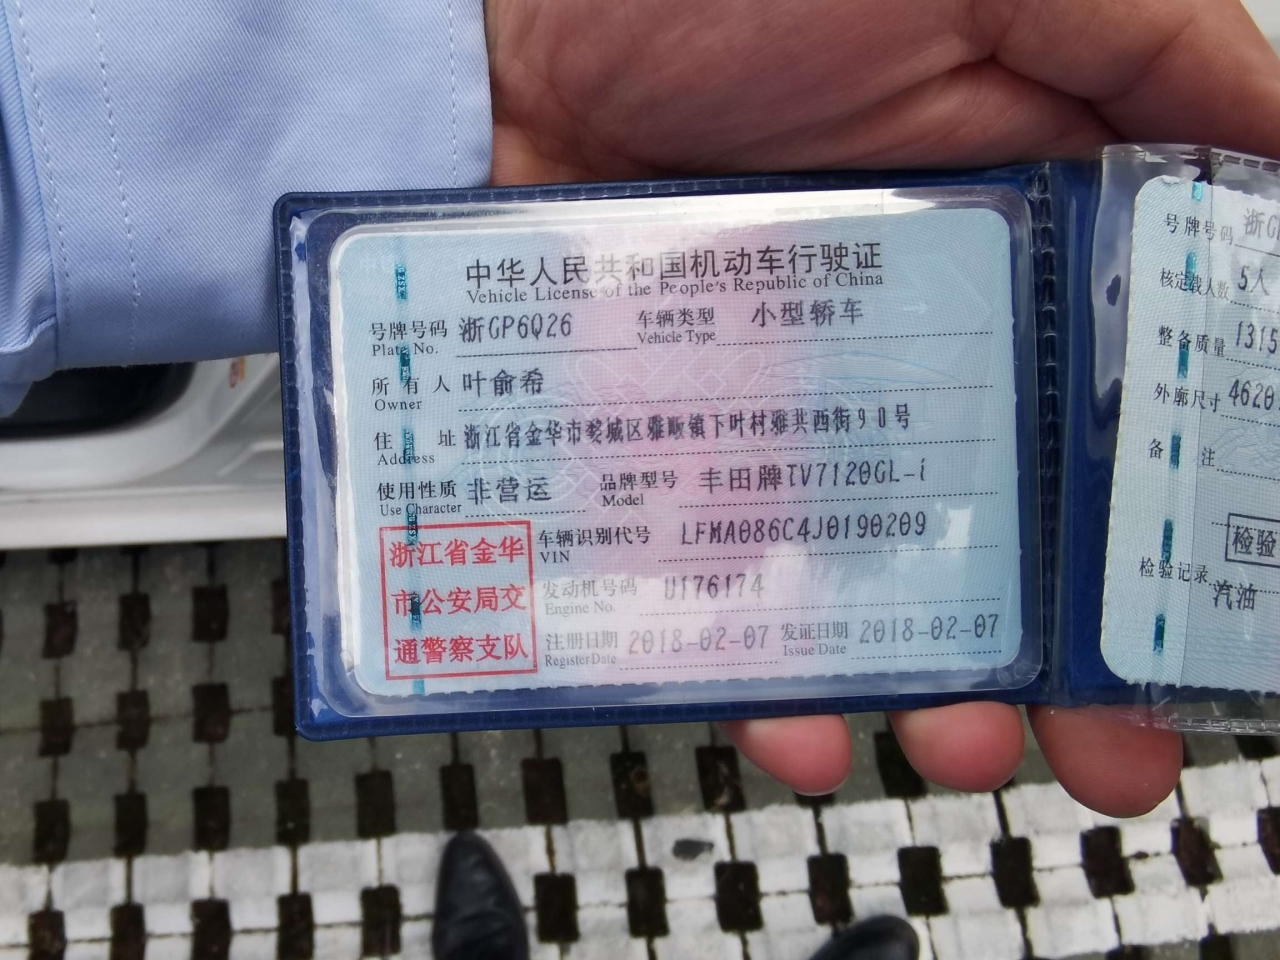 中华人民共和国机动车行驶证
Vehicle License of the People's Republic of China
号牌号码 浙GP6Q26 车辆类型 小型轿车
Plate No. Vehicle Type
所有人 叶俞希
Owner
住址 浙江省金华市婺城区雅畈镇下叶村雅共西街90号
Address
使用性质 非营运 品牌型号 丰田牌TV7120GL-i
Use Character Model
浙江省金华
市公安局交
通警察支队
车辆识别代号 LFMA086C4J0190209
VIN
发动机号码 U176174
Engine No.
注册日期 2018-02-07 发证日期 2018-02-07
Register Date Issue Date
号牌号码 浙G
核定载人数 5人
整备质量 1315
外廓尺寸 4620
备注
检验
检验记录
汽油